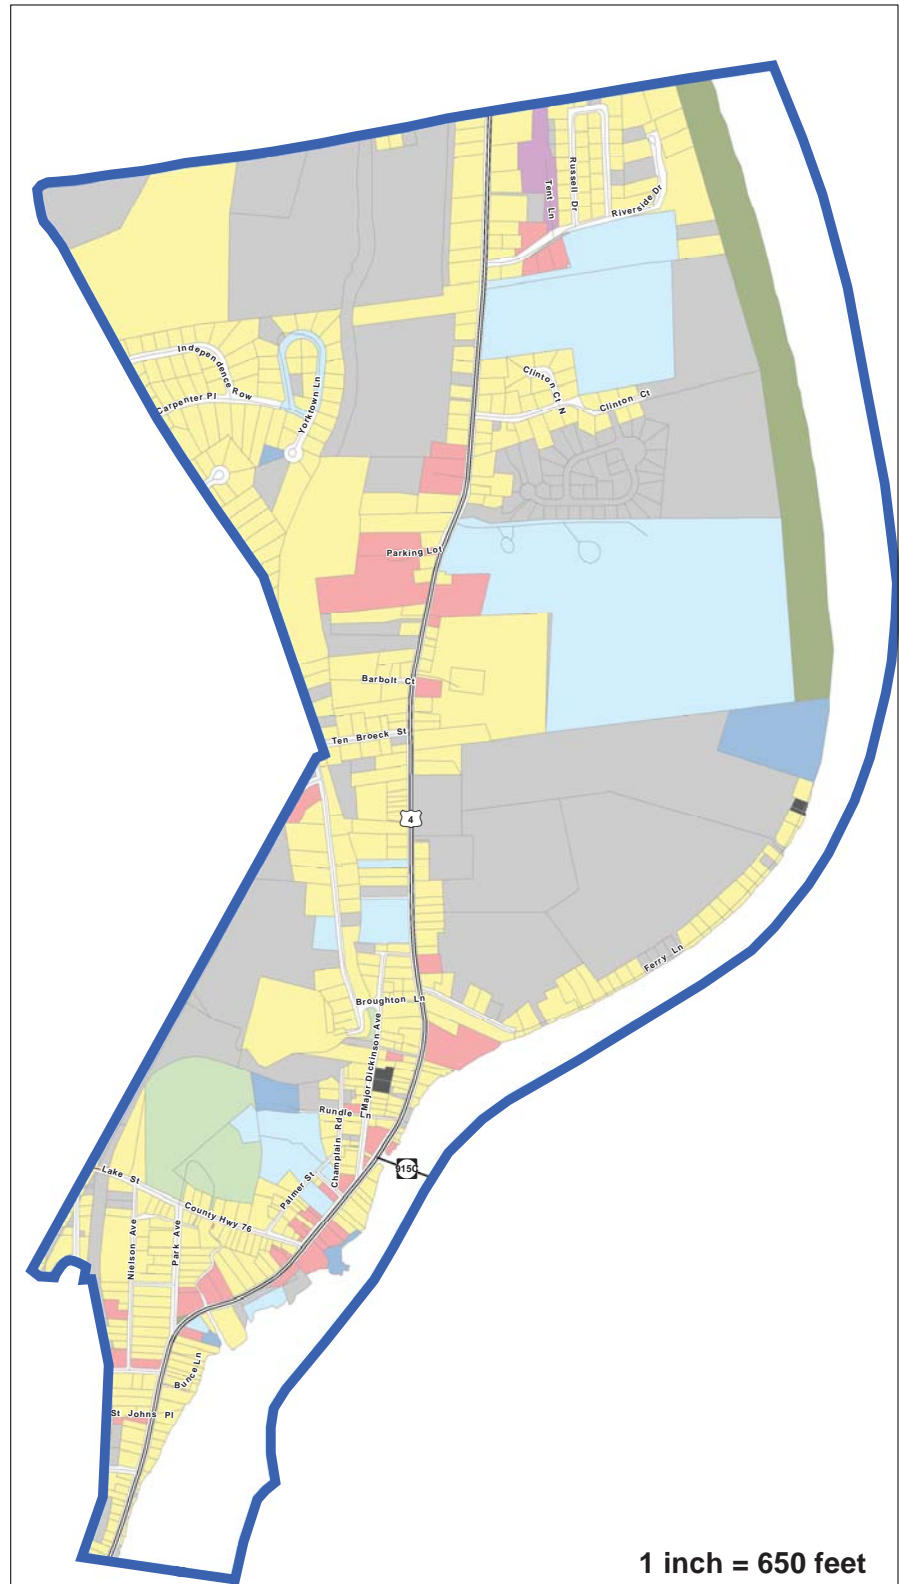 Tent Ln
Russell Dr
Riverside Dr
Independence Row
Carpenter Pl
Yorktown Ln
Clinton Ct N
Clinton Ct
Parking Lot
Barbolt Ct
Ten Broeck St
4
Ferry Ln
Broughton Ln
Major Dickinson Ave
Rundle Ln
Champlain Rd
915C
Lake St
Palmer St
County Hwy 76
Nielson Ave
Park Ave
Bunce Ln
St Johns Pl
1 inch = 650 feet